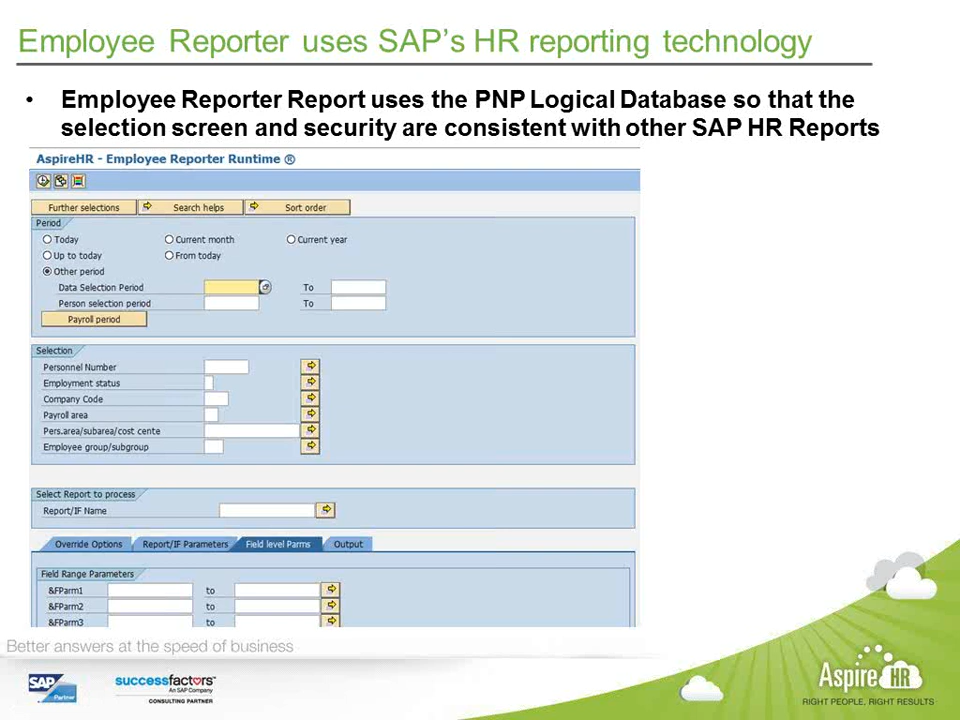 Employee Reporter uses SAP's HR reporting technology
• Employee Reporter Report uses the PNP Logical Database so that the
selection screen and security are consistent with other SAP HR Reports
AspireHR - Employee Reporter Runtime ®
Further selections Search helps Sort order
Period
Today Current month Current year
Up to today From today
Other period
Data Selection Period To
Person selection period To
Payroll period
Selection
Personnel Number
Employment status
Company Code
Payroll area
Pers.area/subarea/cost cente
Employee group/subgroup
Select Report to process
Report/IF Name
Override Options Report/IF Parameters Field level Parms Output
Field Range Parameters
&FParm1 to
&FParm2 to
&FParm3 to
Better answers at the speed of business
SAP Partner
successfactors™
An SAP Company
CONSULTING PARTNER
AspireHR
RIGHT PEOPLE, RIGHT RESULTS